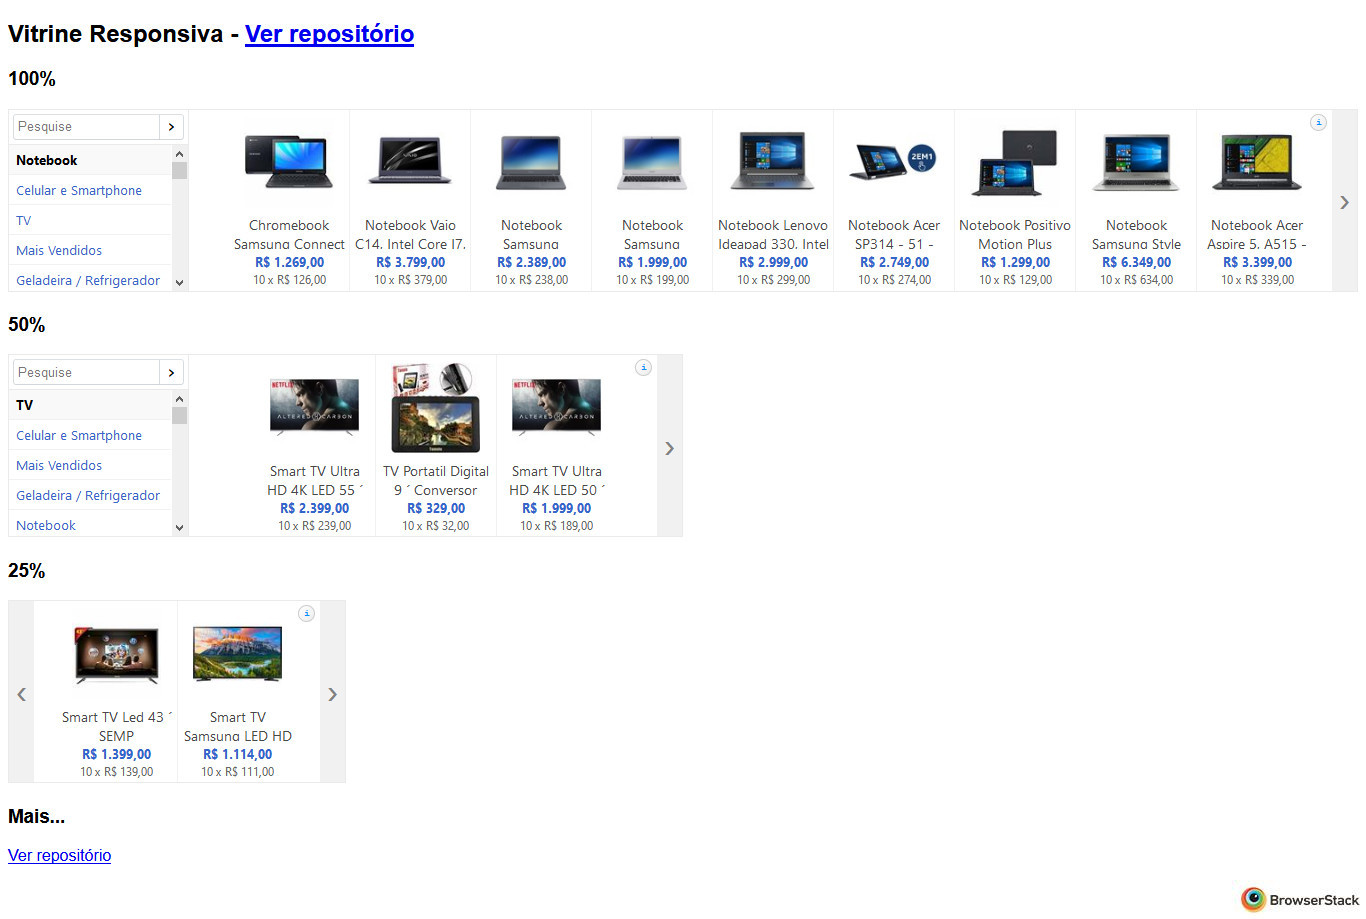 Vitrine Responsiva - Ver repositório
100%
Pesquise
Notebook
Celular e Smartphone
TV
Mais Vendidos
Geladeira / Refrigerador
Chromebook
Samsung Connect
R$ 1.269,00
10 x R$ 126,00
Notebook Vaio
C14, Intel Core I7,
R$ 3.799,00
10 x R$ 379,00
Notebook
Samsung
R$ 2.389,00
10 x R$ 238,00
Notebook
Samsung
R$ 1.999,00
10 x R$ 199,00
Notebook Lenovo
Ideapad 330, Intel
R$ 2.999,00
10 x R$ 299,00
2EM1
Notebook Acer
SP314 - 51 -
R$ 2.749,00
10 x R$ 274,00
Notebook Positivo
Motion Plus
R$ 1.299,00
10 x R$ 129,00
Notebook
Samsung Style
R$ 6.349,00
10 x R$ 634,00
Notebook Acer
Aspire 5, A515 -
R$ 3.399,00
10 x R$ 339,00
50%
Pesquise
TV
Celular e Smartphone
Mais Vendidos
Geladeira / Refrigerador
Notebook
NETFLIX
ALTERED CARBON
Smart TV Ultra
HD 4K LED 55 ´
R$ 2.399,00
10 x R$ 239,00
TV Portatil Digital
9 ´ Conversor
R$ 329,00
10 x R$ 32,00
NETFLIX
ALTERED CARBON
Smart TV Ultra
HD 4K LED 50 ´
R$ 1.999,00
10 x R$ 189,00
25%
Smart TV Led 43 ´
SEMP
R$ 1.399,00
10 x R$ 139,00
Smart TV
Samsung LED HD
R$ 1.114,00
10 x R$ 111,00
Mais...
Ver repositório
BrowserStack